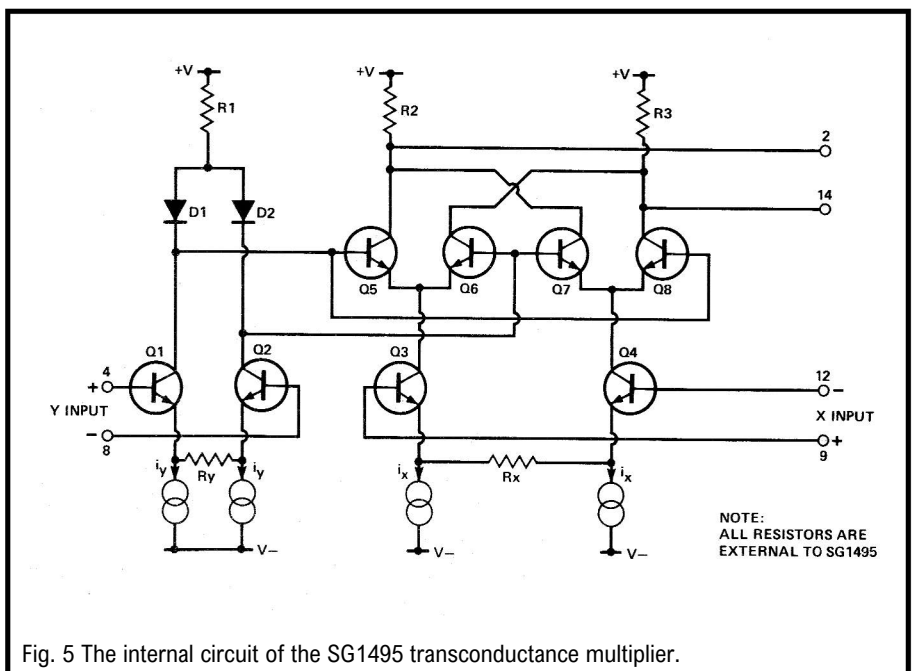 +V
+V
+V
R1
R2
R3
2
14
D1
D2
Q5
Q6
Q7
Q8
Q1
Q2
Q3
Q4
4
+
12
−
Y INPUT
X INPUT
−
8
+
9
iy
Ry
iy
ix
Rx
ix
V−
V−
V−
NOTE:
ALL RESISTORS ARE
EXTERNAL TO SG1495
Fig. 5 The internal circuit of the SG1495 transconductance multiplier.